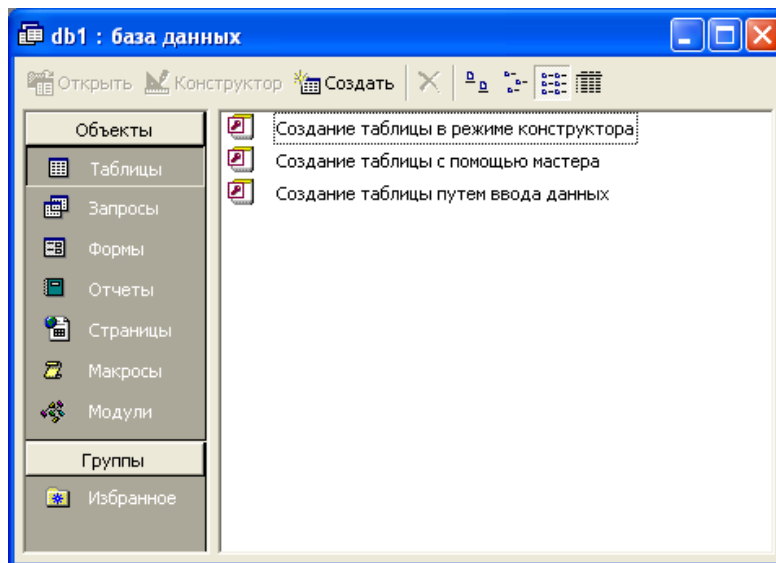 db1 : база данных
Открыть Конструктор Создать
Объекты
Таблицы
Запросы
Формы
Отчеты
Страницы
Макросы
Модули
Группы
Избранное
Создание таблицы в режиме конструктора
Создание таблицы с помощью мастера
Создание таблицы путем ввода данных